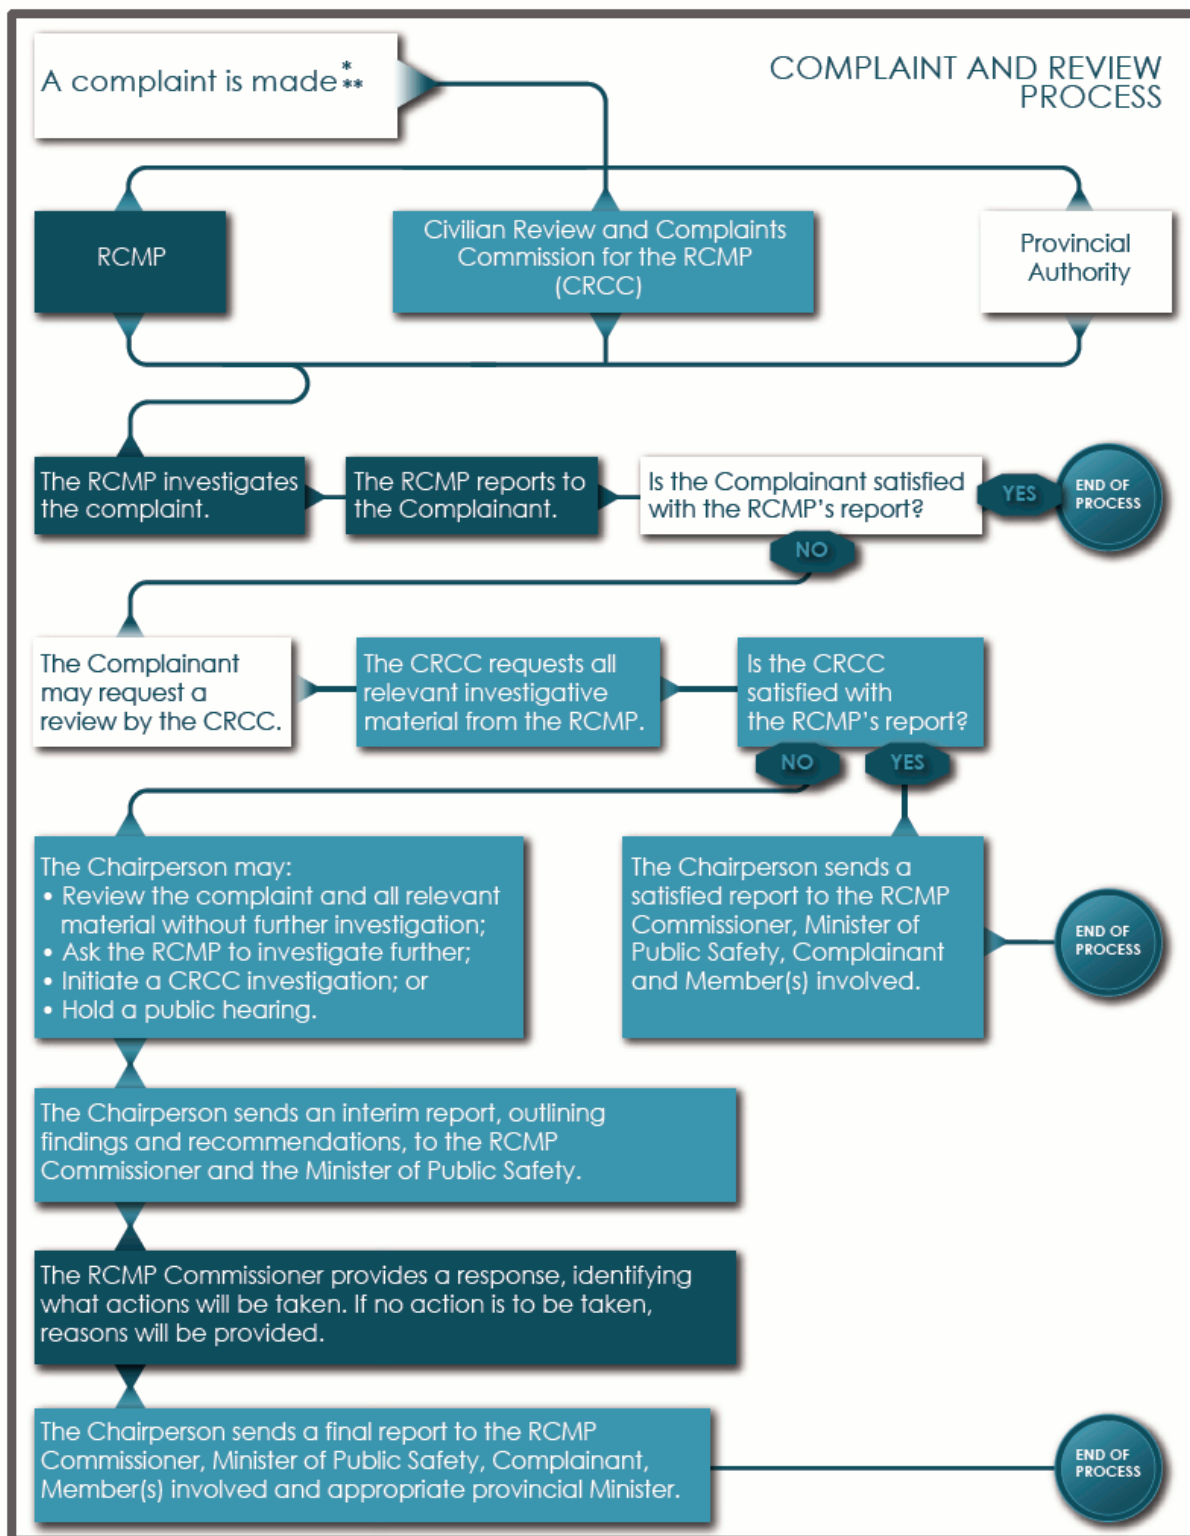 COMPLAINT AND REVIEW
PROCESS
A complaint is made * **
RCMP
Civilian Review and Complaints
Commission for the RCMP
(CRCC)
Provincial
Authority
The RCMP investigates
the complaint.
The RCMP reports to
the Complainant.
Is the Complainant satisfied
with the RCMP's report?
YES
END OF
PROCESS
NO
The Complainant
may request a
review by the CRCC.
The CRCC requests all
relevant investigative
material from the RCMP.
Is the CRCC
satisfied with
the RCMP's report?
NO
YES
The Chairperson may:
• Review the complaint and all relevant
material without further investigation;
• Ask the RCMP to investigate further;
• Initiate a CRCC investigation; or
• Hold a public hearing.
The Chairperson sends a
satisfied report to the RCMP
Commissioner, Minister of
Public Safety, Complainant
and Member(s) involved.
END OF
PROCESS
The Chairperson sends an interim report, outlining
findings and recommendations, to the RCMP
Commissioner and the Minister of Public Safety.
The RCMP Commissioner provides a response, identifying
what actions will be taken. If no action is to be taken,
reasons will be provided.
The Chairperson sends a final report to the RCMP
Commissioner, Minister of Public Safety, Complainant,
Member(s) involved and appropriate provincial Minister.
END OF
PROCESS